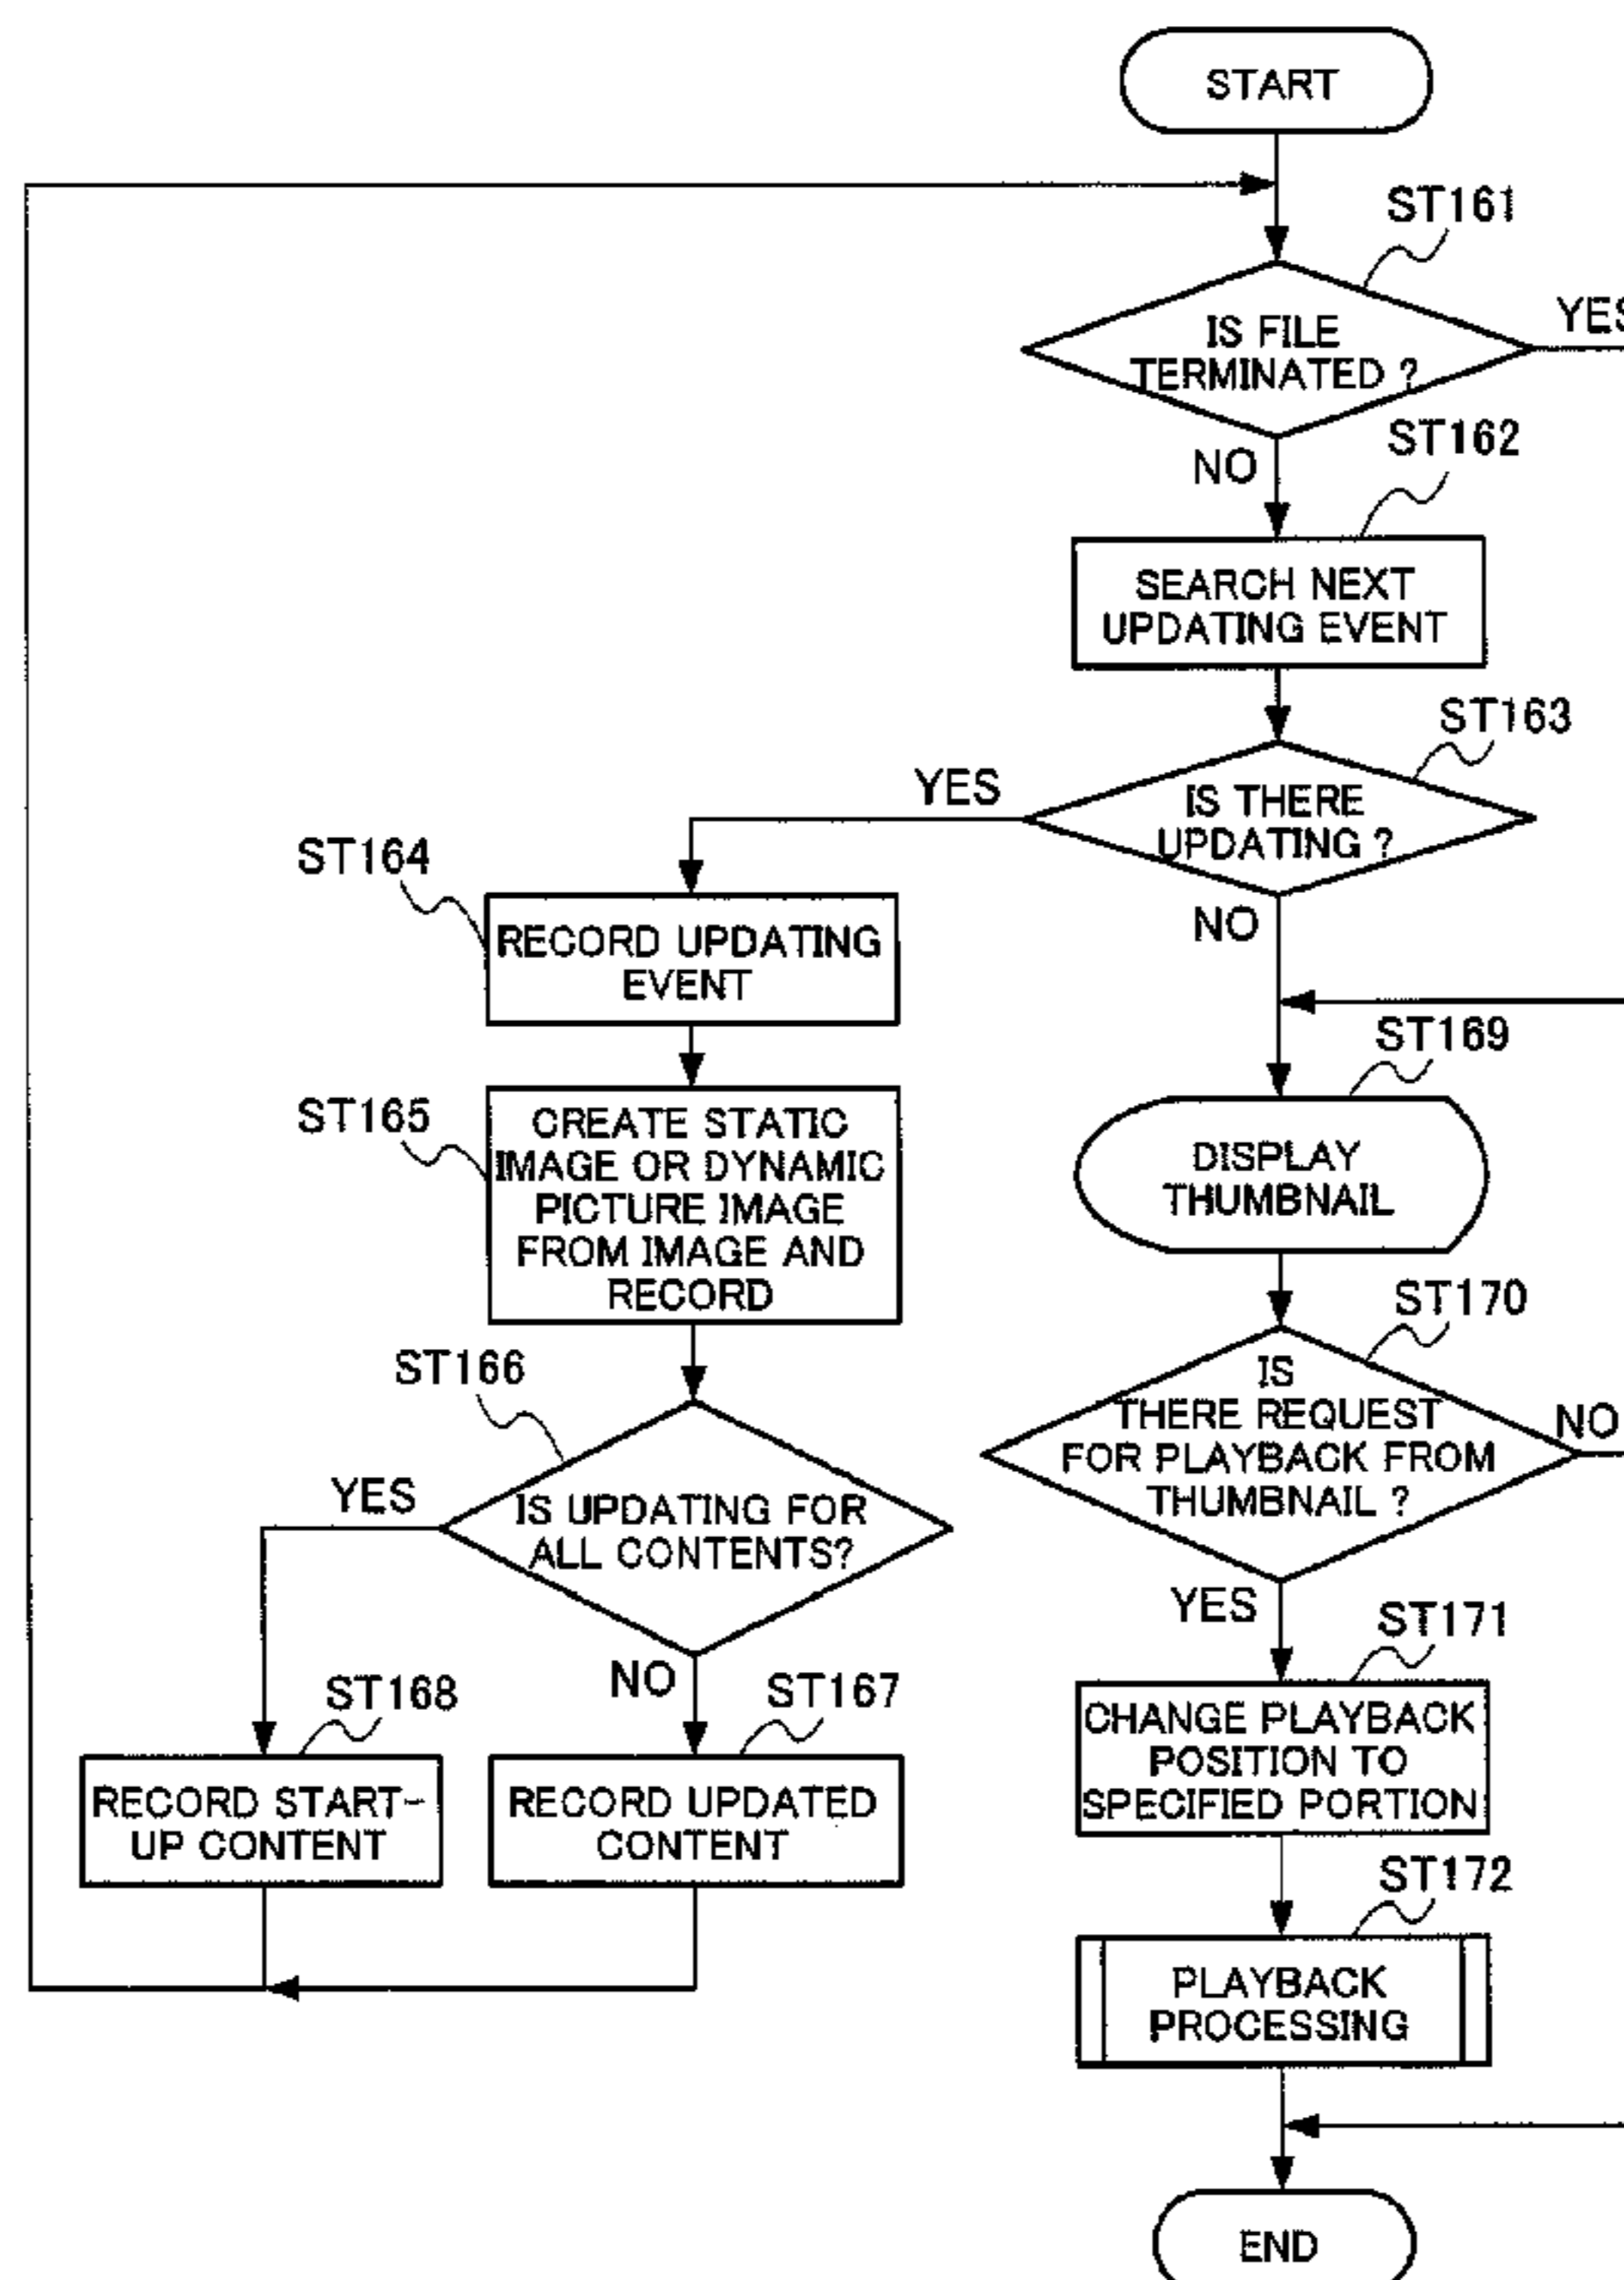 START
ST161
IS FILE
TERMINATED ?
YES
NO
ST162
SEARCH NEXT
UPDATING EVENT
ST163
IS THERE
UPDATING ?
YES
NO
ST164
RECORD UPDATING
EVENT
ST165
CREATE STATIC
IMAGE OR DYNAMIC
PICTURE IMAGE
FROM IMAGE AND
RECORD
ST166
IS UPDATING FOR
ALL CONTENTS?
YES
NO
ST168
RECORD START-
UP CONTENT
ST167
RECORD UPDATED
CONTENT
ST169
DISPLAY
THUMBNAIL
ST170
IS
THERE REQUEST
FOR PLAYBACK FROM
THUMBNAIL ?
NO
YES
ST171
CHANGE PLAYBACK
POSITION TO
SPECIFIED PORTION
ST172
PLAYBACK
PROCESSING
END